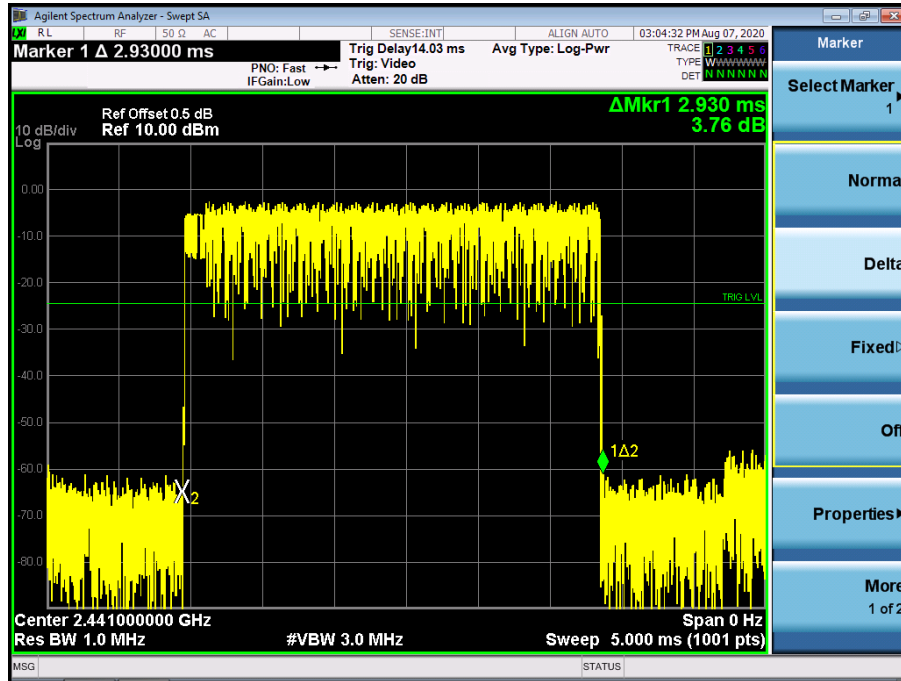 Agilent Spectrum Analyzer - Swept SA
LXI RL RF 50 Ω AC SENSE:INT ALIGN AUTO 03:04:32 PM Aug 07, 2020
Marker 1 Δ 2.93000 ms
PNO: Fast
IFGain:Low
Trig Delay14.03 ms
Trig: Video
Atten: 20 dB
Avg Type: Log-Pwr
TRACE 1 2 3 4 5 6
TYPE WWWWWW
DET N N N N N N
ΔMkr1 2.930 ms
3.76 dB
Ref Offset 0.5 dB
10 dB/div Ref 10.00 dBm
Log
0.00
-10.0
-20.0
TRIG LVL
-30.0
-40.0
-50.0
1Δ2
-60.0
2
-70.0
-80.0
Center 2.441000000 GHz Span 0 Hz
Res BW 1.0 MHz #VBW 3.0 MHz Sweep 5.000 ms (1001 pts)
MSG STATUS
Marker
Select Marker
1
Norma
Delta
Fixed
Of
Properties
More
1 of 2